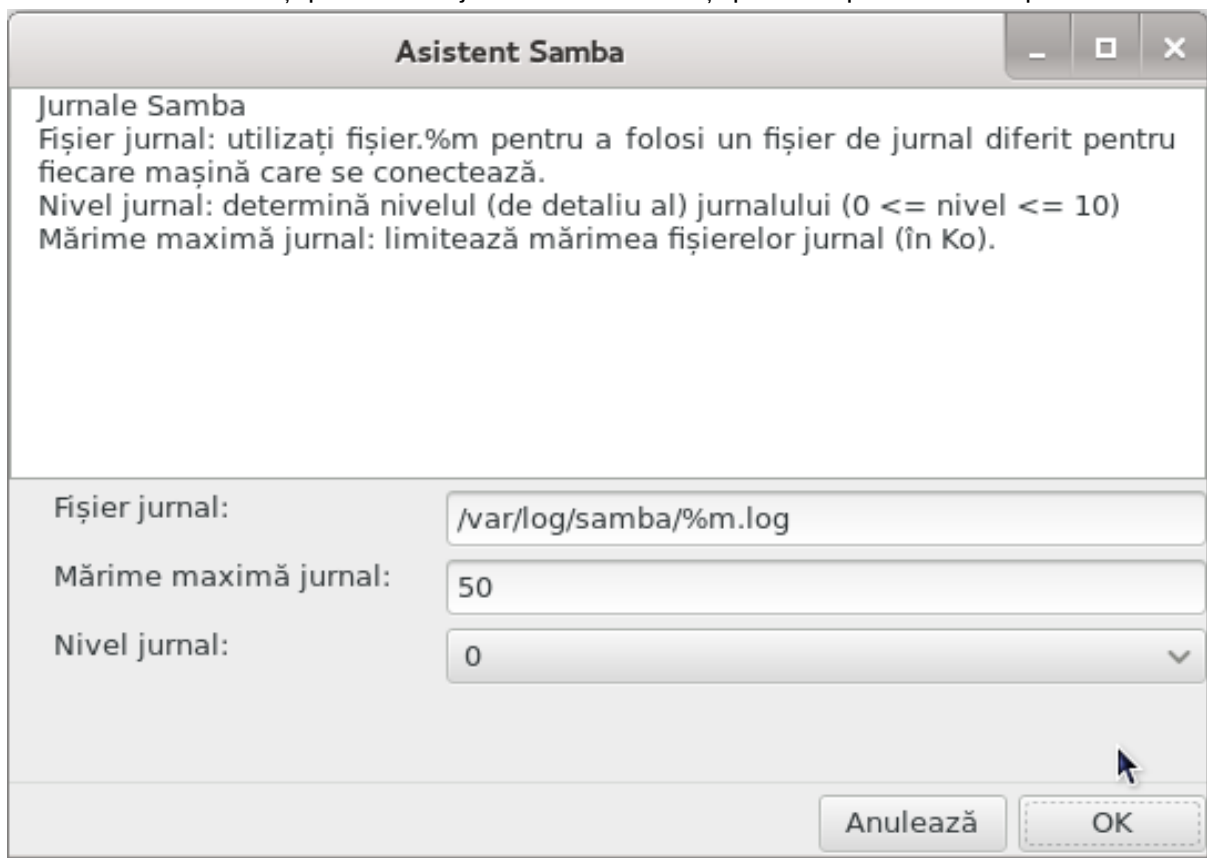 Asistent Samba
Jurnale Samba
Fișier jurnal: utilizați fișier.%m pentru a folosi un fișier de jurnal diferit pentru
fiecare mașină care se conectează.
Nivel jurnal: determină nivelul (de detaliu al) jurnalului (0 <= nivel <= 10)
Mărime maximă jurnal: limitează mărimea fișierelor jurnal (în Ko).
Fișier jurnal:
/var/log/samba/%m.log
Mărime maximă jurnal:
50
Nivel jurnal:
0
Anulează
OK